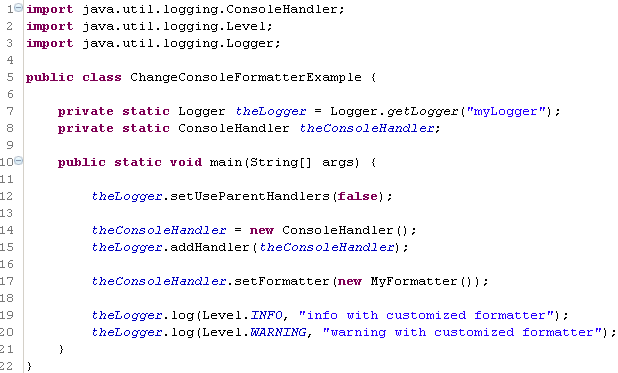 1 import java.util.logging.ConsoleHandler;
2 import java.util.logging.Level;
3 import java.util.logging.Logger;
4
5 public class ChangeConsoleFormatterExample {
6
7     private static Logger theLogger = Logger.getLogger("myLogger");
8     private static ConsoleHandler theConsoleHandler;
9
10     public static void main(String[] args) {
11
12         theLogger.setUseParentHandlers(false);
13
14         theConsoleHandler = new ConsoleHandler();
15         theLogger.addHandler(theConsoleHandler);
16
17         theConsoleHandler.setFormatter(new MyFormatter());
18
19         theLogger.log(Level.INFO, "info with customized formatter");
20         theLogger.log(Level.WARNING, "warning with customized formatter");
21     }
22 }